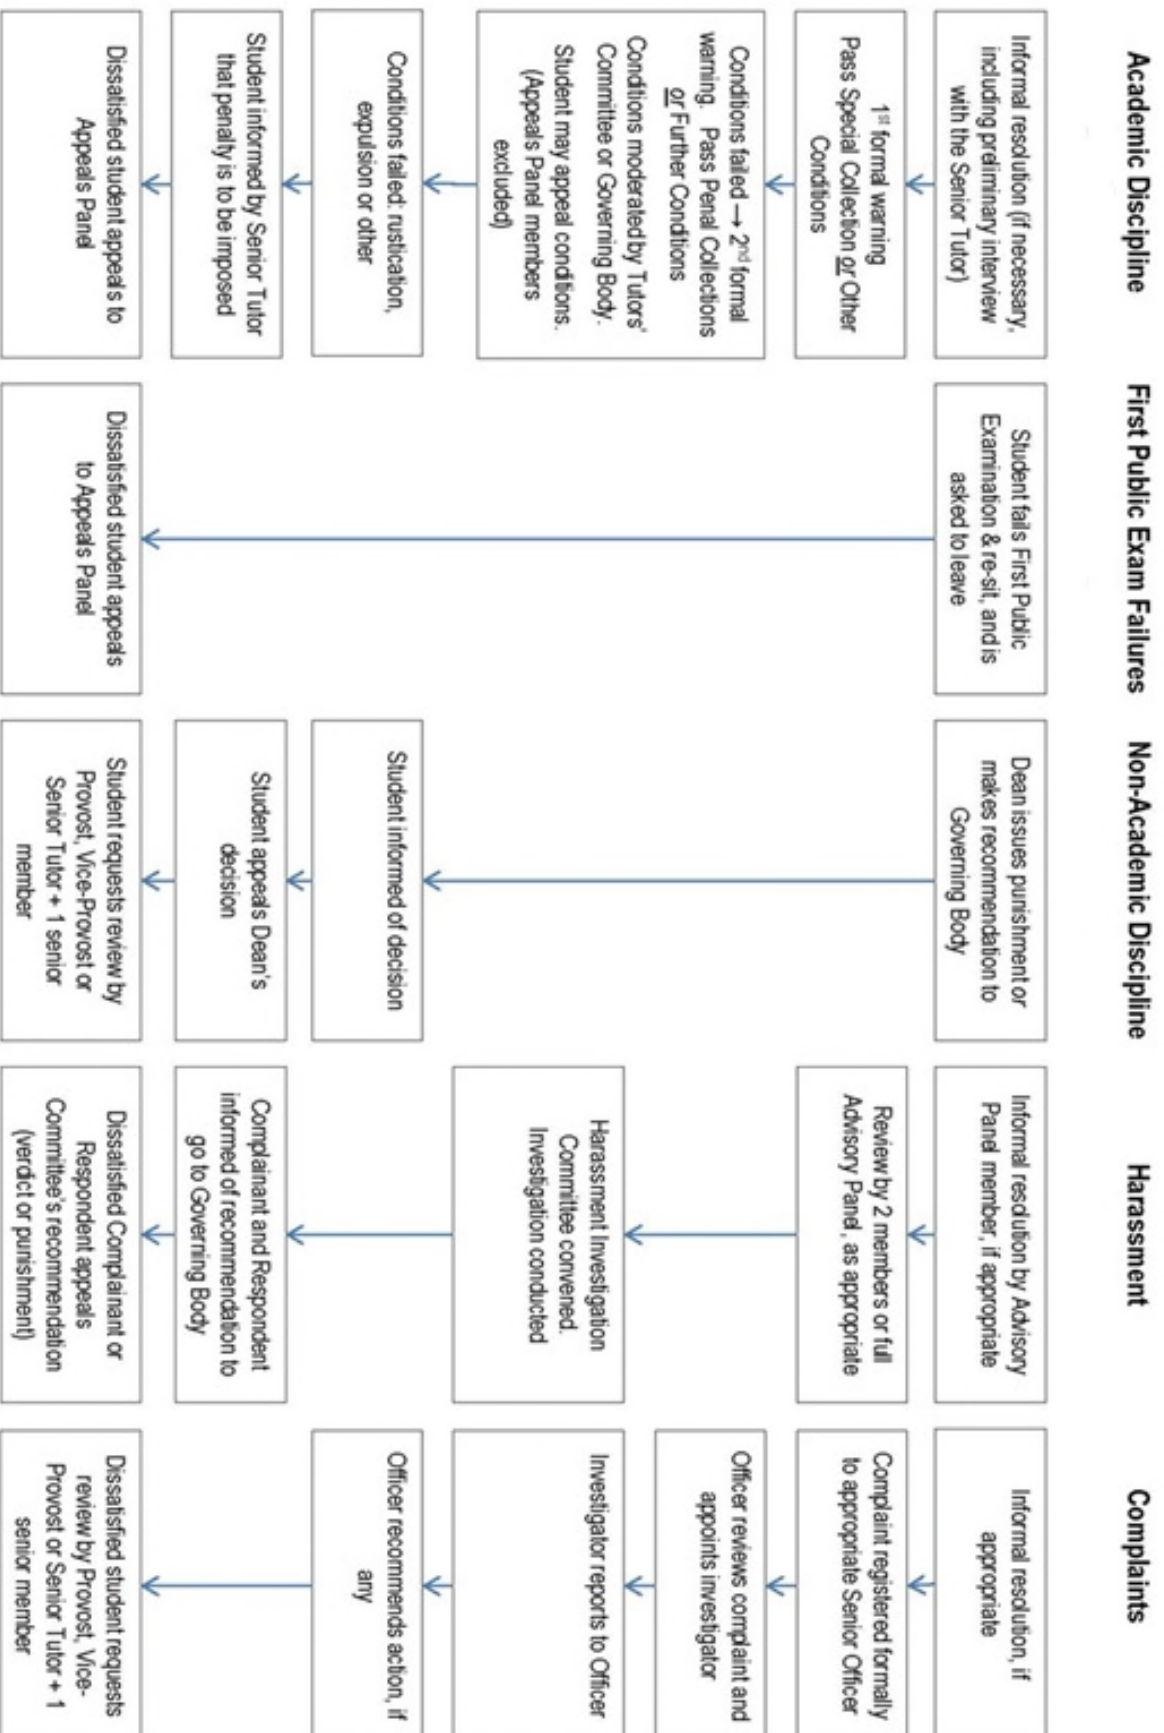 Academic Discipline
Informal resolution (if necessary,
including preliminary interview
with the Senior Tutor)
1st formal warning
Pass Special Collection or Other
Conditions
Conditions failed → 2nd formal
warning. Pass Penal Collections
or Further Conditions
Conditions moderated by Tutors'
Committee or Governing Body.
Student may appeal conditions.
(Appeals Panel members
excluded)
Conditions failed: rustication,
expulsion or other
Student informed by Senior Tutor
that penalty is to be imposed
Dissatisfied student appeals to
Appeals Panel
First Public Exam Failures
Student fails First Public
Examination & re-sit, and is
asked to leave
Dissatisfied student appeals
to Appeals Panel
Non-Academic Discipline
Dean issues punishment or
makes recommendation to
Governing Body
Student informed of decision
Student appeals Dean's
decision
Student requests review by
Provost, Vice-Provost or
Senior Tutor + 1 senior
member
Harassment
Informal resolution by Advisory
Panel member, if appropriate
Review by 2 members or full
Advisory Panel, as appropriate
Harassment Investigation
Committee convened.
Investigation conducted
Complainant and Respondent
informed of recommendation to
go to Governing Body
Dissatisfied Complainant or
Respondent appeals
Committee's recommendation
(verdict or punishment)
Complaints
Informal resolution, if
appropriate
Complaint registered formally
to appropriate Senior Officer
Officer reviews complaint and
appoints investigator
Investigator reports to Officer
Officer recommends action, if
any
Dissatisfied student requests
review by Provost, Vice-
Provost or Senior Tutor + 1
senior member